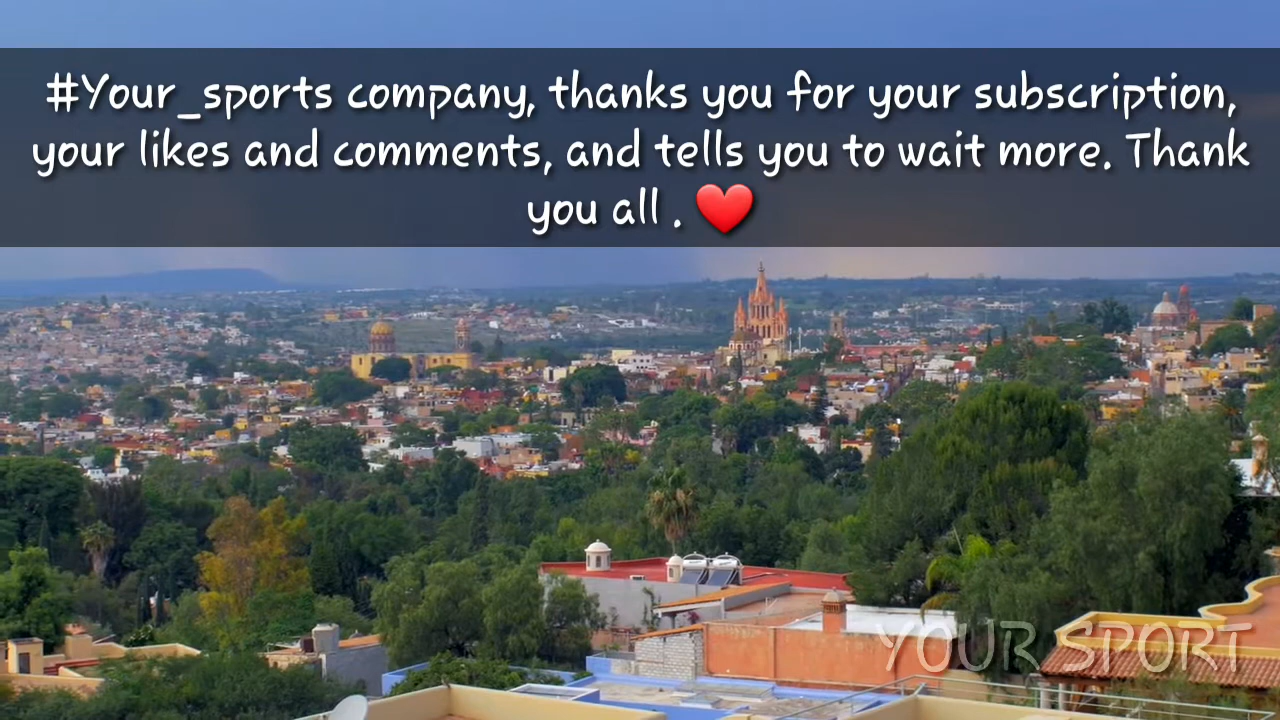 #Your_sports company, thanks you for your subscription,
your likes and comments, and tells you to wait more. Thank
you all . ❤️
YOUR SPORT